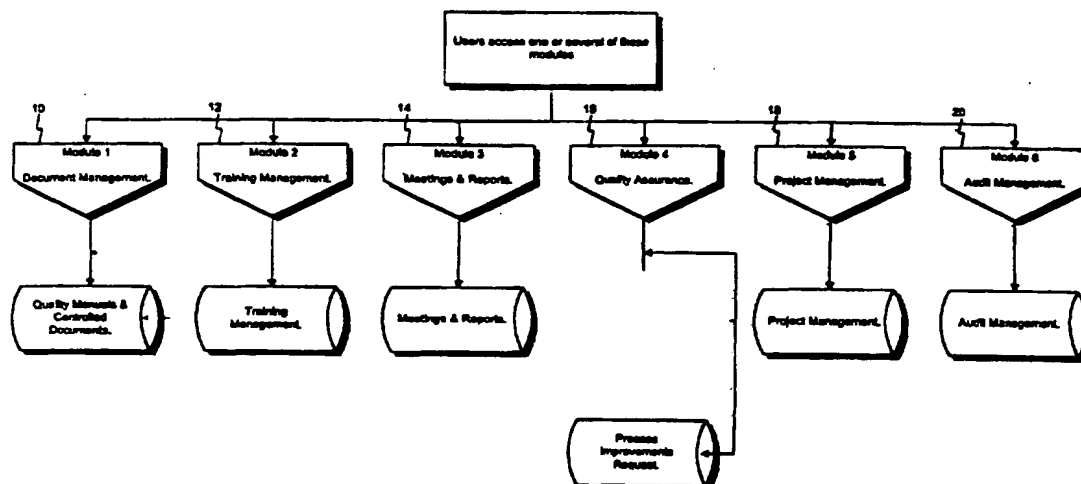 Users access one or several of these
modules
10
12
14
16
18
20
Module 1
Document Management.
Module 2
Training Management.
Module 3
Meetings & Reports.
Module 4
Quality Assurance.
Module 5
Project Management.
Module 6
Audit Management.
Quality Manuals &
Controlled
Documents.
Training
Management.
Meetings & Reports.
Project Management.
Audit Management.
Process
Improvements
Request.